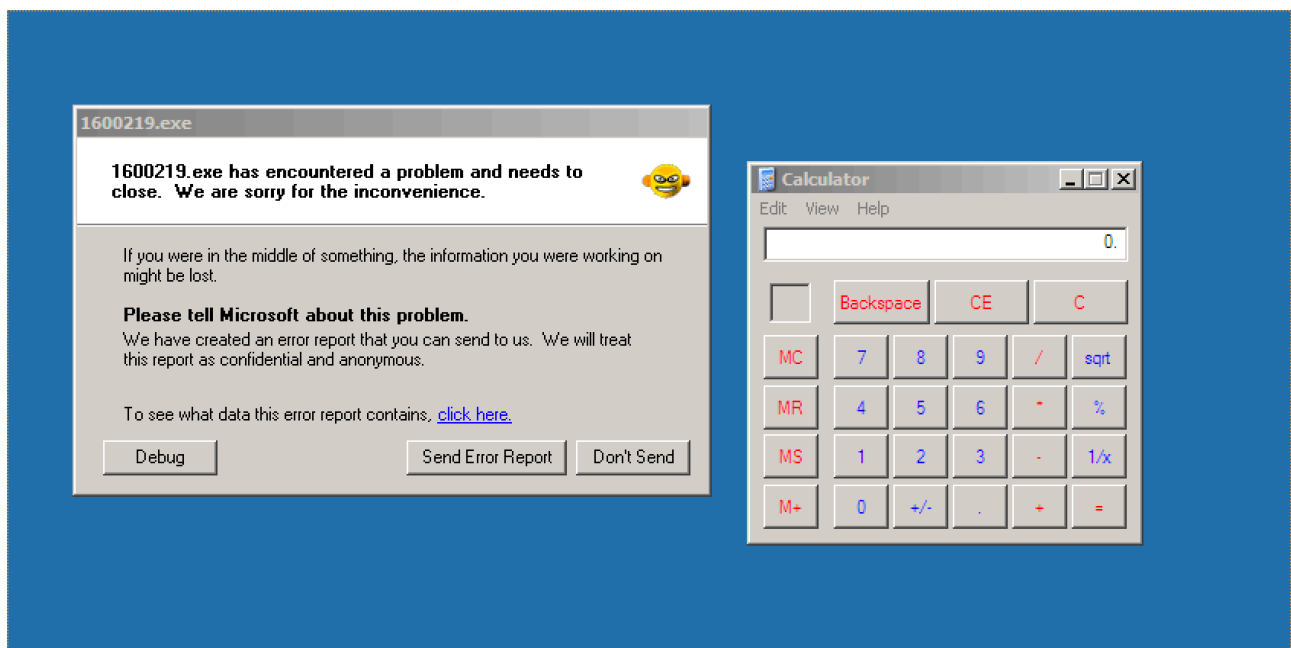 1600219.exe
1600219.exe has encountered a problem and needs to
close.  We are sorry for the inconvenience.
If you were in the middle of something, the information you were working on
might be lost.
Please tell Microsoft about this problem.
We have created an error report that you can send to us.  We will treat
this report as confidential and anonymous.
To see what data this error report contains, click here.
Debug Send Error Report Don't Send
Calculator
Edit View Help
0.
Backspace CE C
MC 7 8 9 / sqrt
MR 4 5 6 * %
MS 1 2 3 - 1/x
M+ 0 +/- . + =